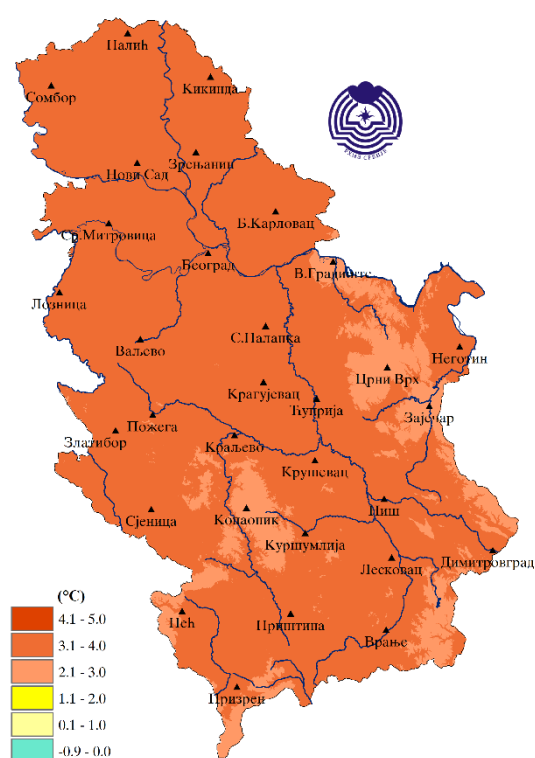 Палић
Сомбор
Кикинда
Зрењанин
Нови Сад
Б.Карловац
Ср.Митровица
Београд
В.Градиште
Лозница
С.Паланка
Ваљево
Неготин
Црни Врх
Крагујевац
Ћуприја
Зајечар
Пожега
Златибор
Краљево
Крушевац
Ниш
Сјеница
Копаоник
Куршумлија
Димитровград
Лесковац
Пећ
Приштина
Врање
Призрен
(°C)
4.1 - 5.0
3.1 - 4.0
2.1 - 3.0
1.1 - 2.0
0.1 - 1.0
-0.9 - 0.0